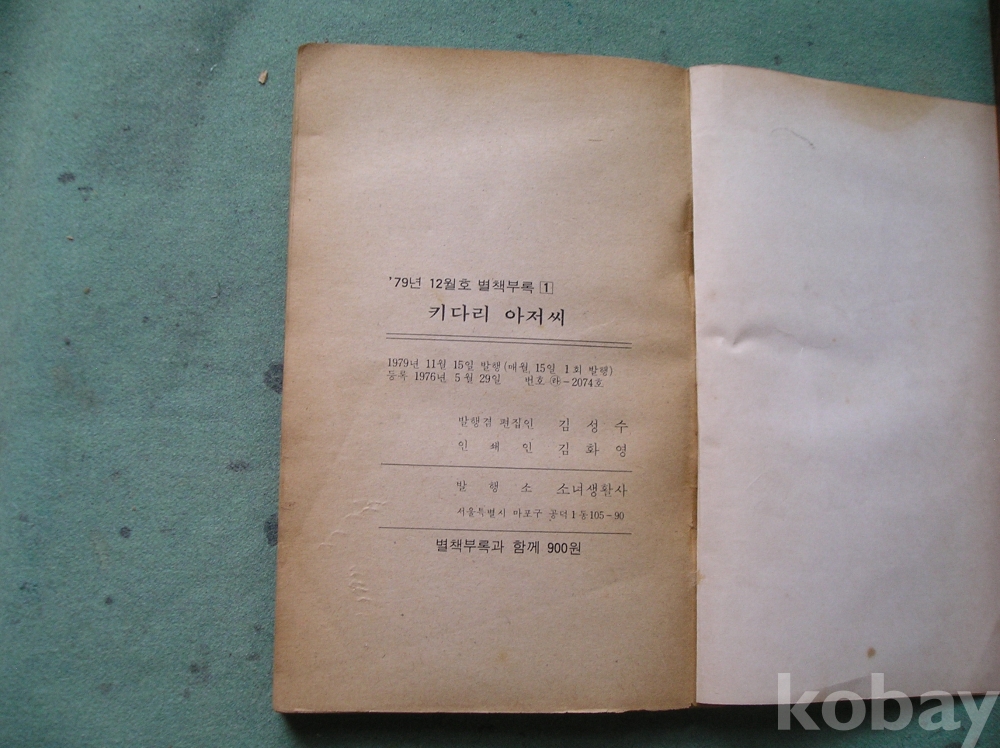 '79년 12월호 별책부록 1
키다리 아저씨
1979년 11월 15일 발행 (매월 15일 1회 발행)
등록 1976년 5월 29일 번호 ㉵-2074호
발행겸 편집인 김성수
인쇄인 김화영
발행소 소녀생활사
서울특별시 마포구 공덕1동105-90
별책부록과 함께 900원
kobay